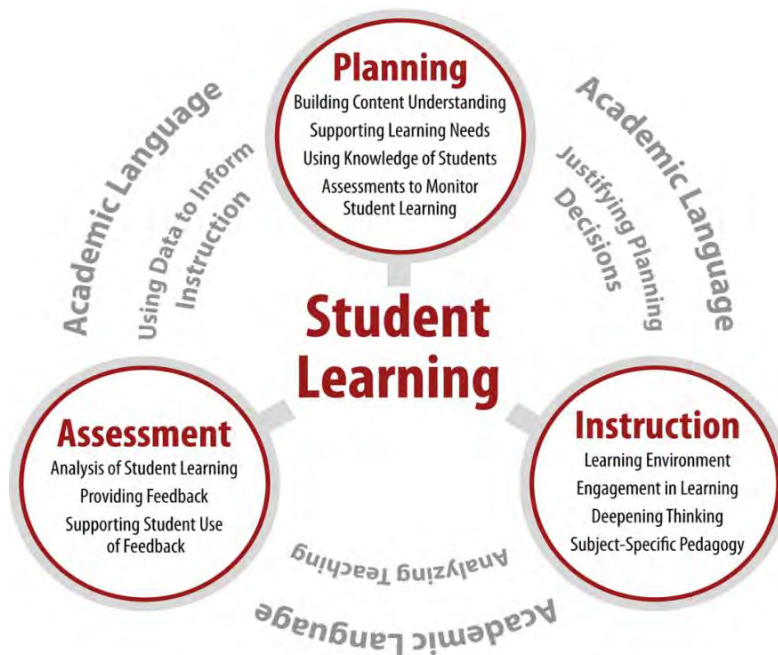 Planning
Building Content Understanding
Supporting Learning Needs
Using Knowledge of Students
Assessments to Monitor
Student Learning
Academic Language
Using Data to Inform
Instruction
Academic Language
Justifying Planning
Decisions
Student
Learning
Assessment
Analysis of Student Learning
Providing Feedback
Supporting Student Use
of Feedback
Instruction
Learning Environment
Engagement in Learning
Deepening Thinking
Subject-Specific Pedagogy
Analyzing Teaching
Academic Language